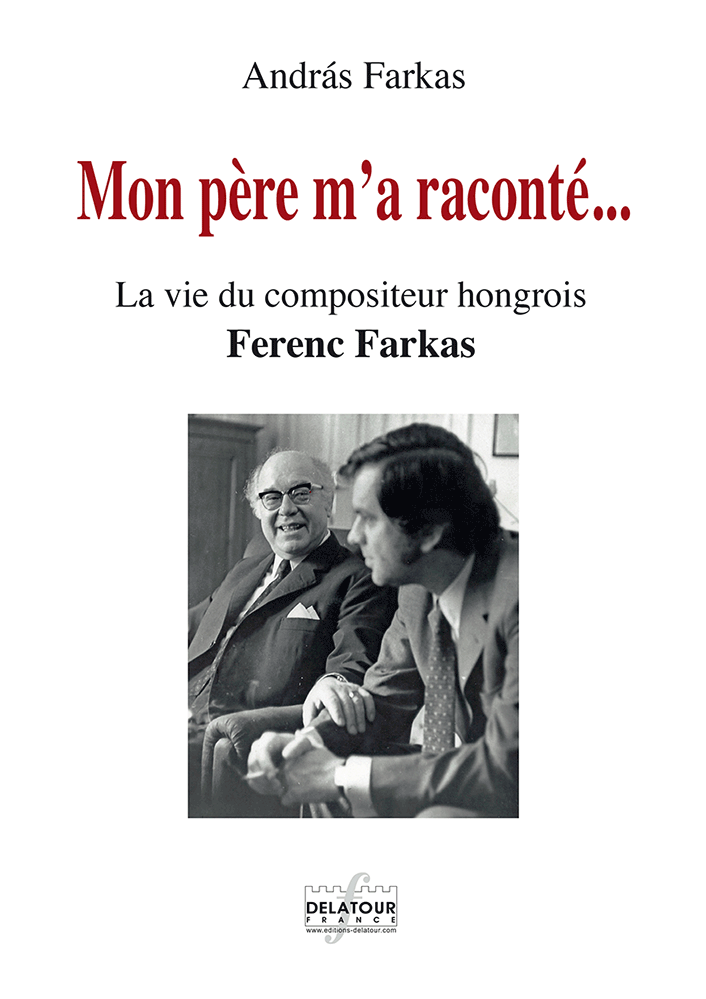 András Farkas
Mon père m’a raconté...
La vie du compositeur hongrois
Ferenc Farkas
DELATOUR
FRANCE
www.editions-delatour.com